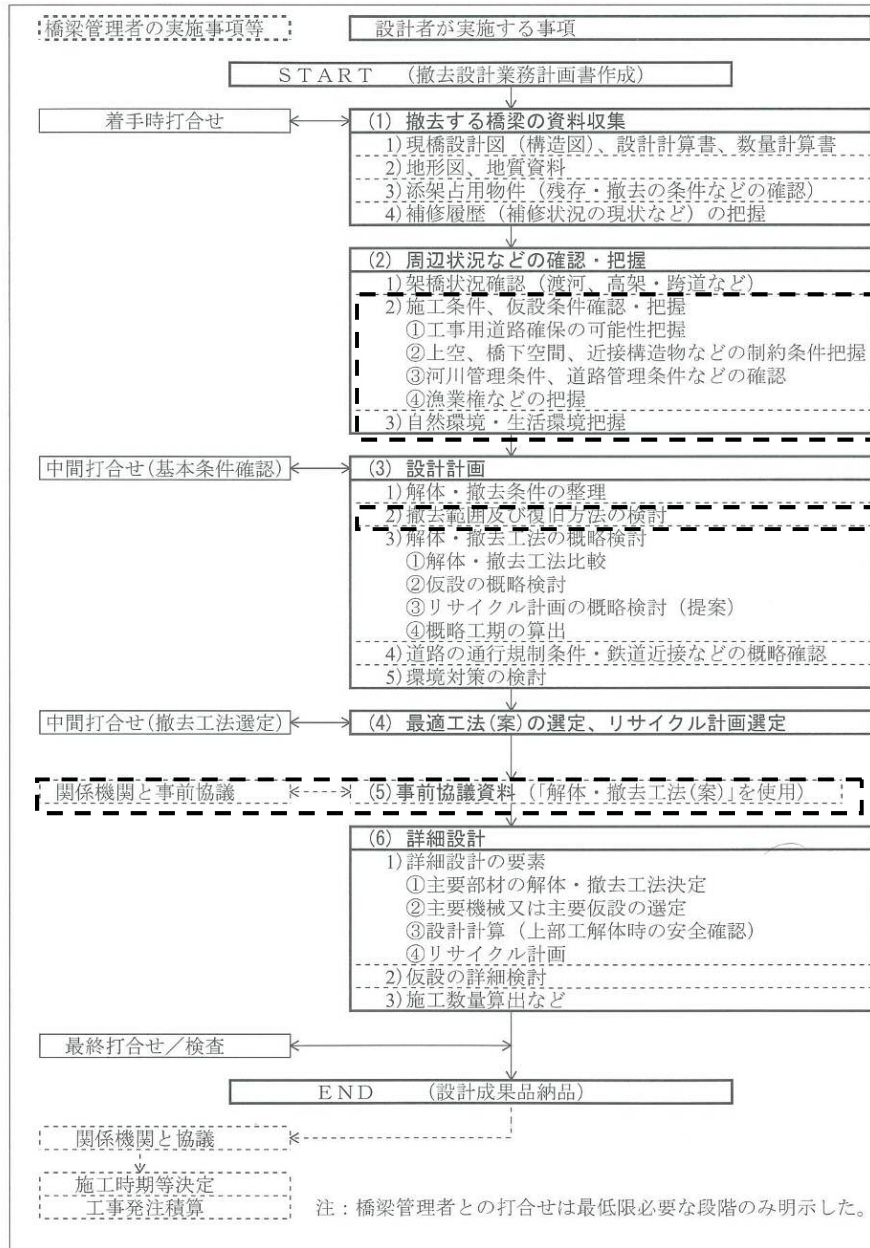 橋梁管理者の実施事項等
設計者が実施する事項
START (撤去設計業務計画書作成)
着手時打合せ
(1) 撤去する橋梁の資料収集
1)現橋設計図(構造図)、設計計算書、数量計算書
2)地形図、地質資料
3)添架占用物件(残存・撤去の条件などの確認)
4)補修履歴(補修状況の現状など)の把握
(2) 周辺状況などの確認・把握
1)架橋状況確認(渡河、高架・跨道など)
2)施工条件、仮設条件確認・把握
①工事用道路確保の可能性把握
②上空、橋下空間、近接構造物などの制約条件把握
③河川管理条件、道路管理条件などの確認
④漁業権などの把握
3)自然環境・生活環境把握
中間打合せ(基本条件確認)
(3) 設計計画
1)解体・撤去条件の整理
2)撤去範囲及び復旧方法の検討
3)解体・撤去工法の概略検討
①解体・撤去工法比較
②仮設の概略検討
③リサイクル計画の概略検討(提案)
④概略工期の算出
4)道路の通行規制条件・鉄道近接などの概略確認
5)環境対策の検討
中間打合せ(撤去工法選定)
(4) 最適工法(案)の選定、リサイクル計画選定
関係機関と事前協議
(5) 事前協議資料(「解体・撤去工法(案)」を使用)
(6) 詳細設計
1)詳細設計の要素
①主要部材の解体・撤去工法決定
②主要機械又は主要仮設の選定
③設計計算(上部工解体時の安全確認)
④リサイクル計画
2)仮設の詳細検討
3)施工数量算出など
最終打合せ/検査
END (設計成果品納品)
関係機関と協議
施工時期等決定
工事発注積算
注:橋梁管理者との打合せは最低限必要な段階のみ明示した。